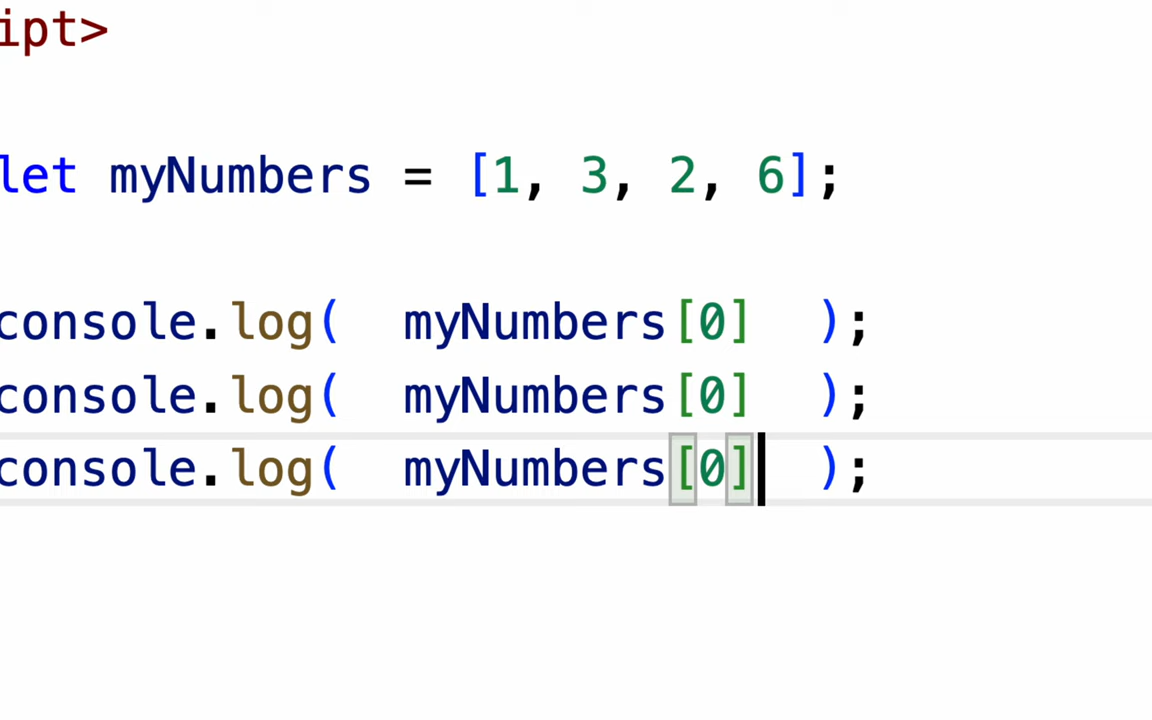 ipt>
let myNumbers = [1, 3, 2, 6];
console.log(  myNumbers[0]  );
console.log(  myNumbers[0]  );
console.log(  myNumbers[0]  );